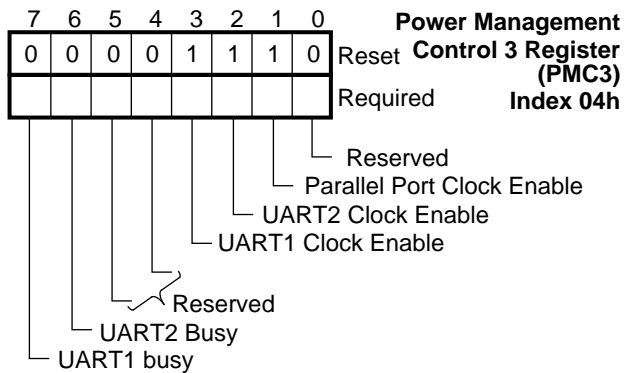 7 6 5 4 3 2 1 0
Power Management
Control 3 Register
(PMC3)
Index 04h
0 0 0 0 1 1 1 0 Reset
Required
Reserved
Parallel Port Clock Enable
UART2 Clock Enable
UART1 Clock Enable
Reserved
UART2 Busy
UART1 busy